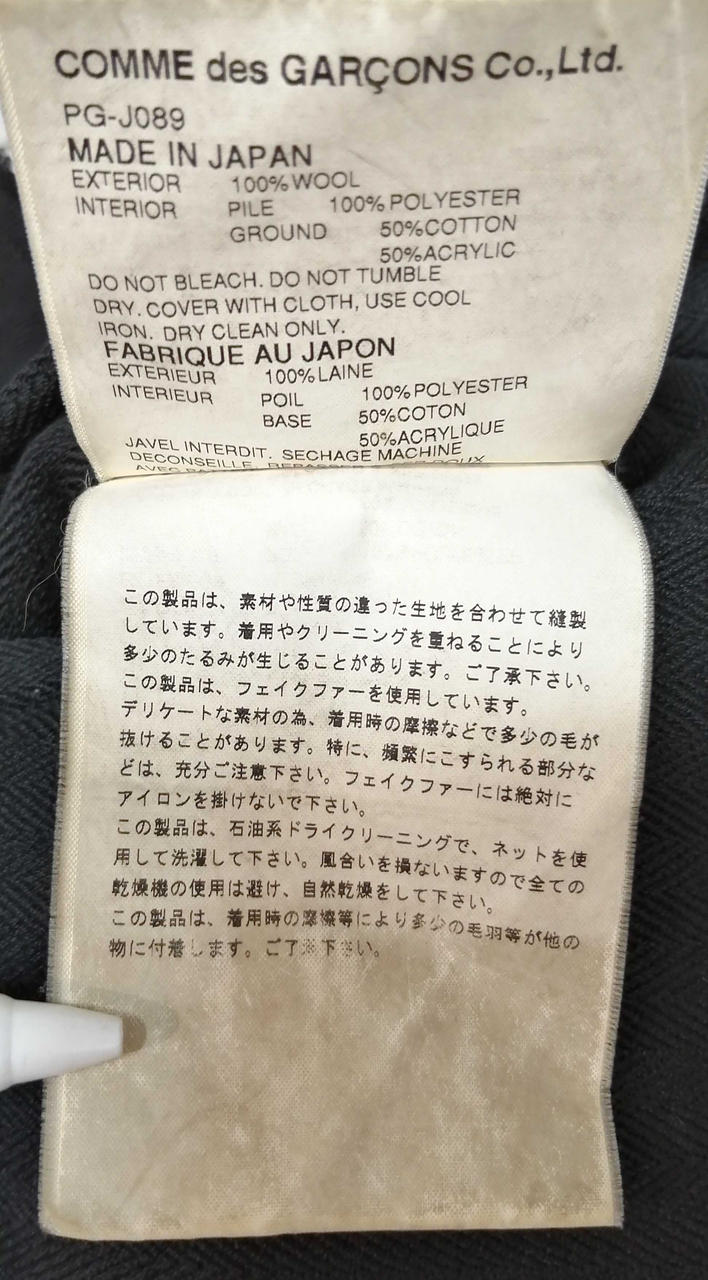 COMME des GARÇONS Co.,Ltd.
PG-J089
MADE IN JAPAN
EXTERIOR 100%WOOL
INTERIOR PILE 100%POLYESTER
GROUND 50%COTTON
50%ACRYLIC
DO NOT BLEACH. DO NOT TUMBLE
DRY. COVER WITH CLOTH, USE COOL
IRON. DRY CLEAN ONLY.
FABRIQUE AU JAPON
EXTERIEUR 100%LAINE
INTERIEUR POIL 100%POLYESTER
BASE 50%COTON
50%ACRYLIQUE
JAVEL INTERDIT. SECHAGE MACHINE
DECONSEILLE.
AVEC
この製品は、素材や性質の違った生地を合わせて縫製
しています。着用やクリーニングを重ねることにより
多少のたるみが生じることがあります。ご了承下さい。
この製品は、フェイクファーを使用しています。
デリケートな素材の為、着用時の摩擦などで多少の毛が
抜けることがあります。特に、頻繁にこすられる部分な
どは、充分ご注意下さい。フェイクファーには絶対に
アイロンを掛けないで下さい。
この製品は、石油系ドライクリーニングで、ネットを使
用して洗濯して下さい。風合いを損ないますので全ての
乾燥機の使用は避け、自然乾燥をして下さい。
この製品は、着用時の摩擦等により多少の毛羽等が他の
物に付着します。ご了承下さい。